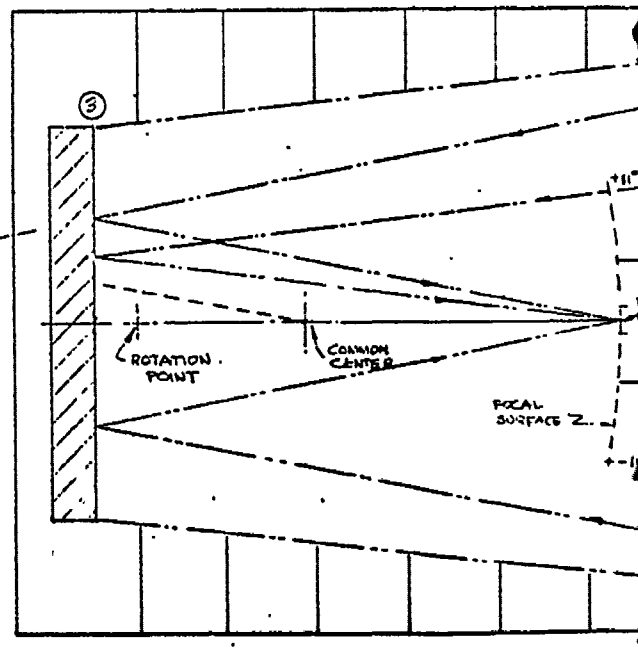 ③
+11°
ROTATION
POINT
COMMON
CENTER
FOCAL
SURFACE